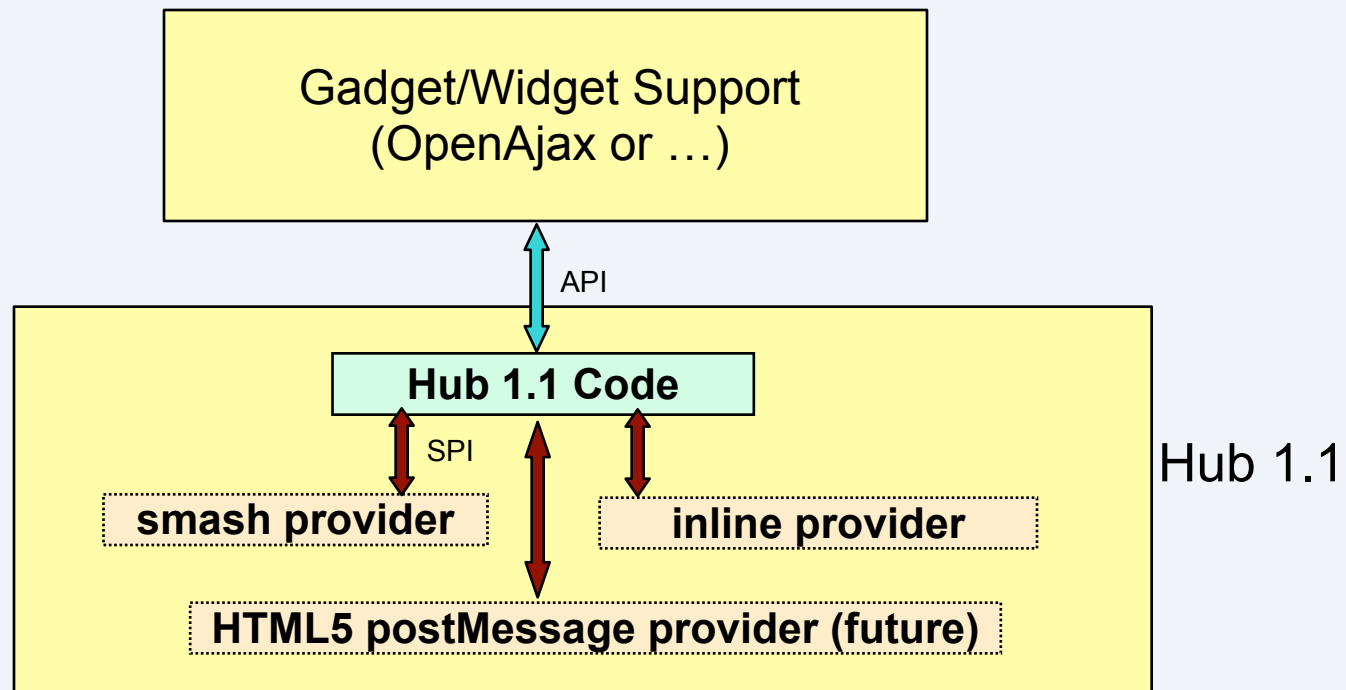 Gadget/Widget Support
(OpenAjax or …)
API
Hub 1.1 Code
SPI
Hub 1.1
smash provider
inline provider
HTML5 postMessage provider (future)